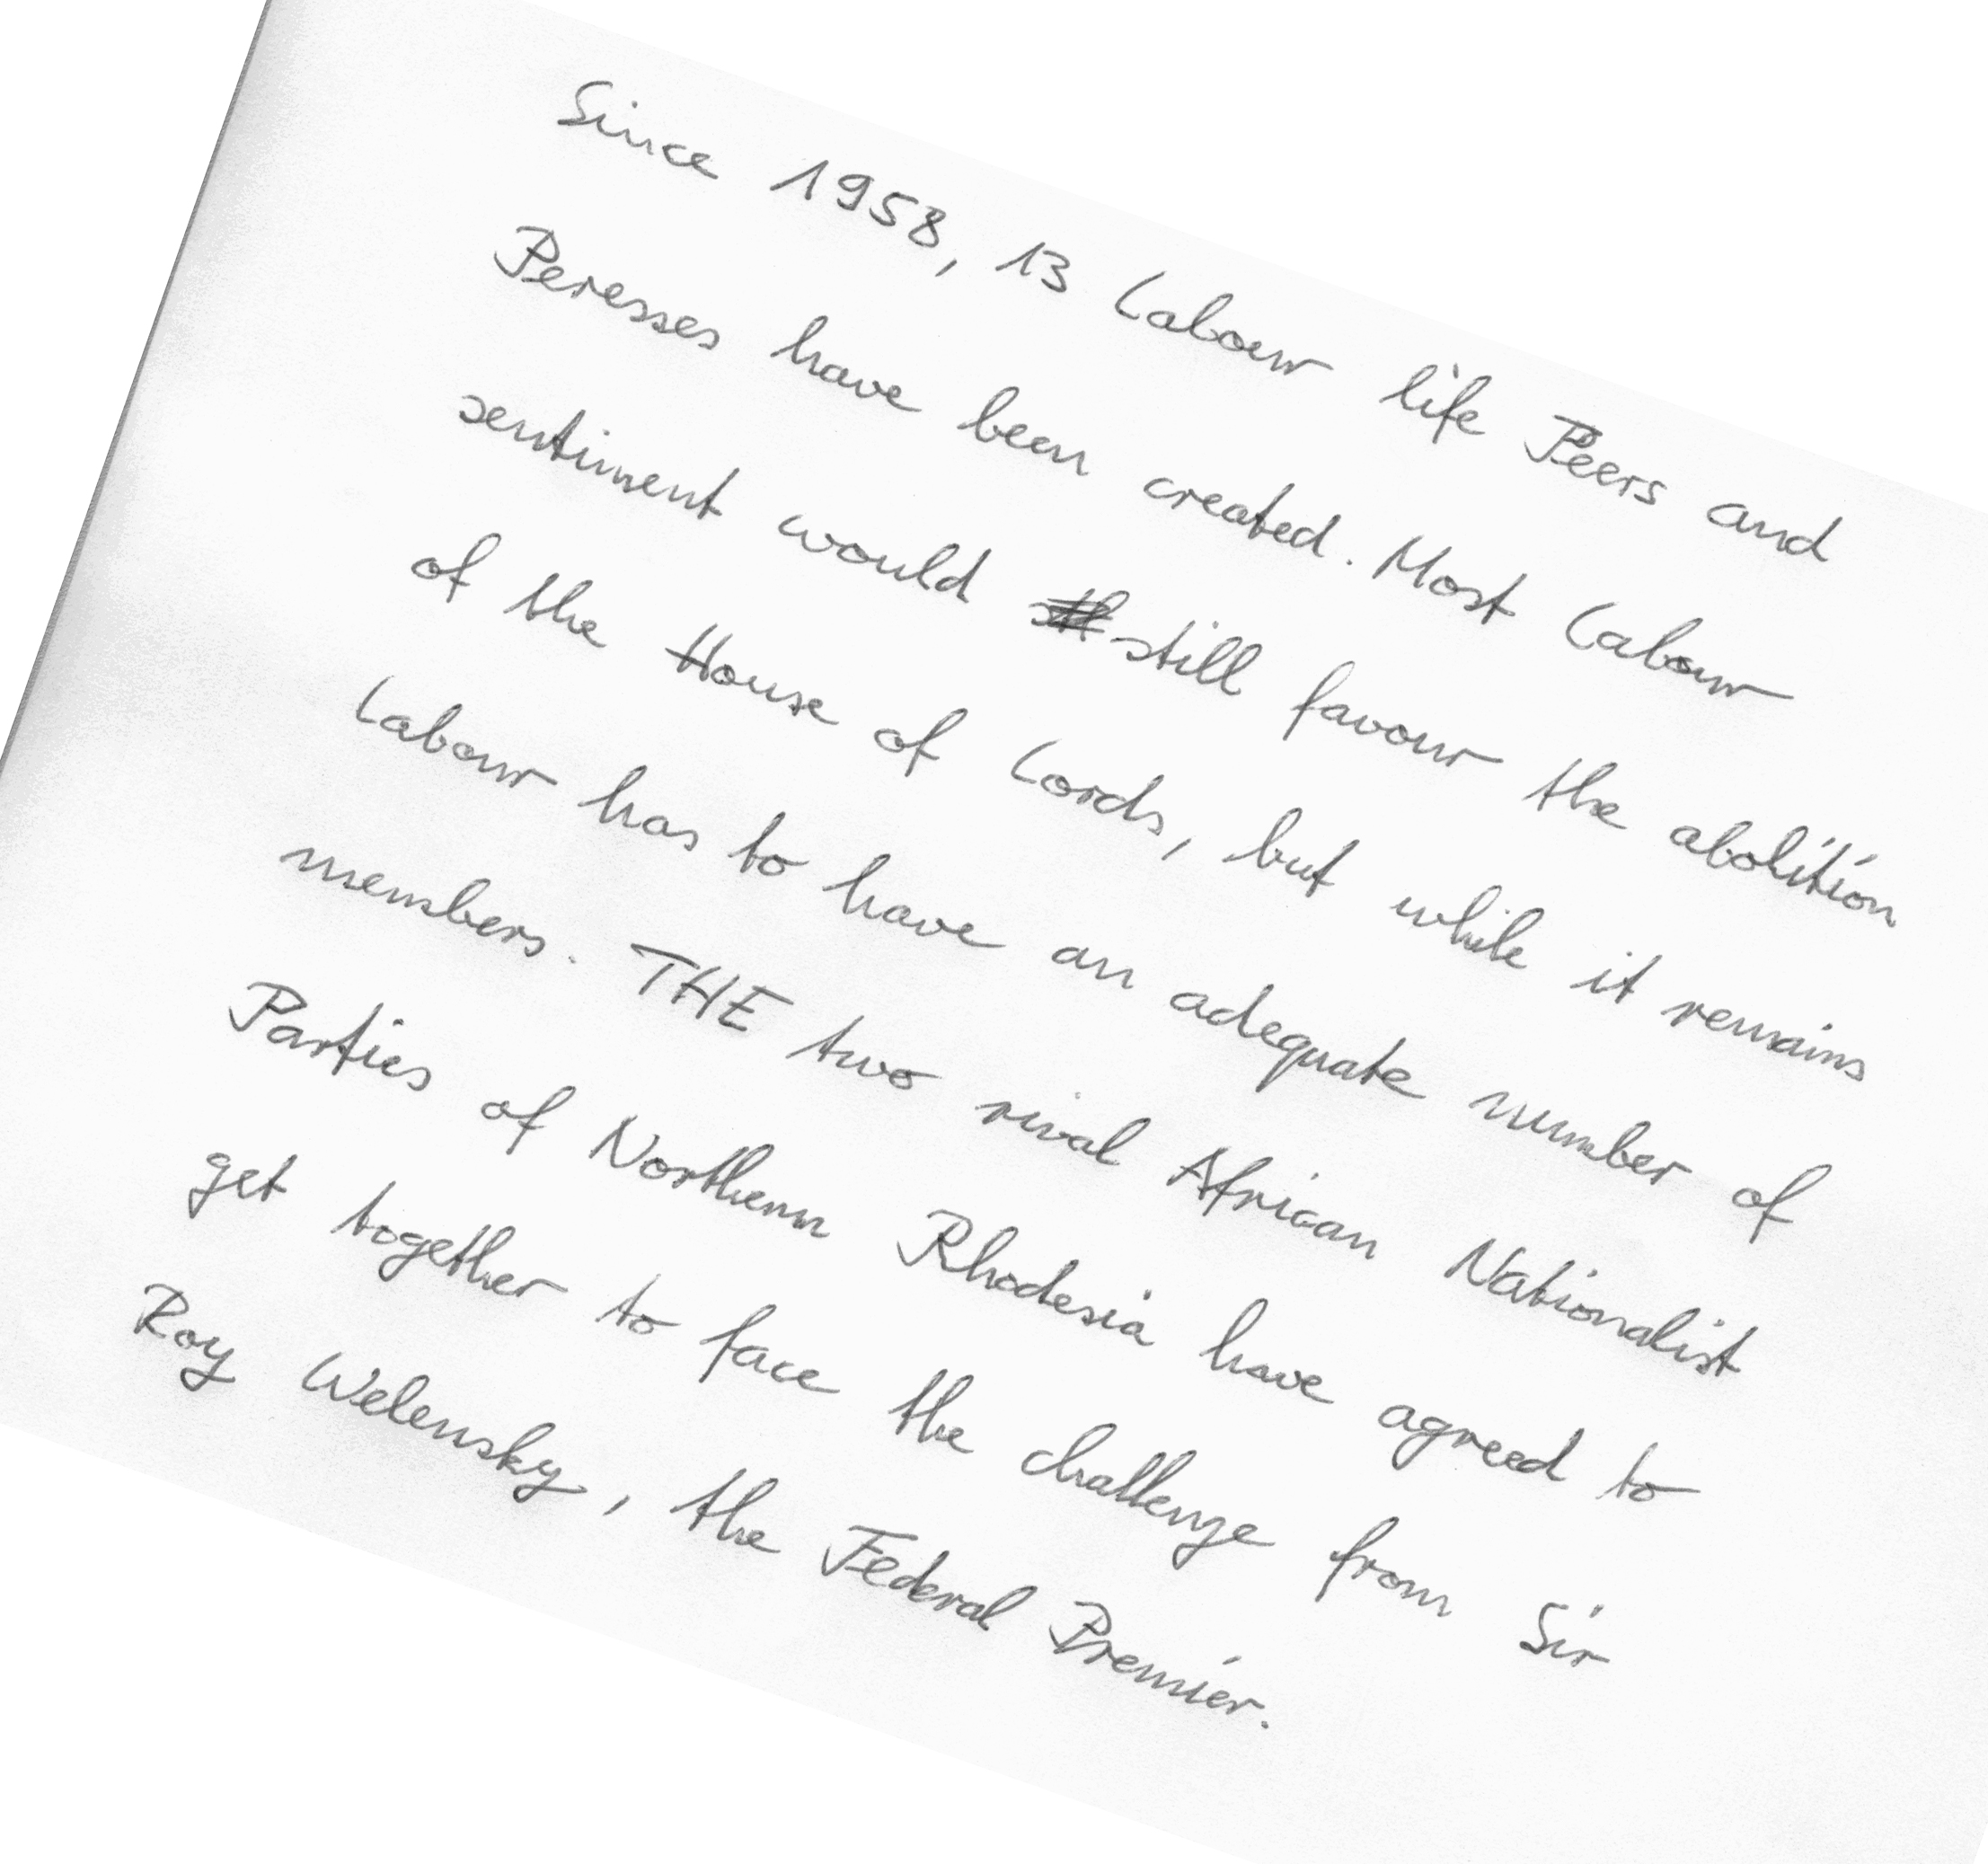 Since 1958, 13 Labour life Peers and
Peresses have been created. Most Labour
sentiment would still favour the abolition
of the House of Lords, but while it remains
Labour has to have an adequate number of
members. THE two rival African Nationalist
Parties of Northern Rhodesia have agreed to
get together to face the challenge from Sir
Roy Welensky, the Federal Premier.